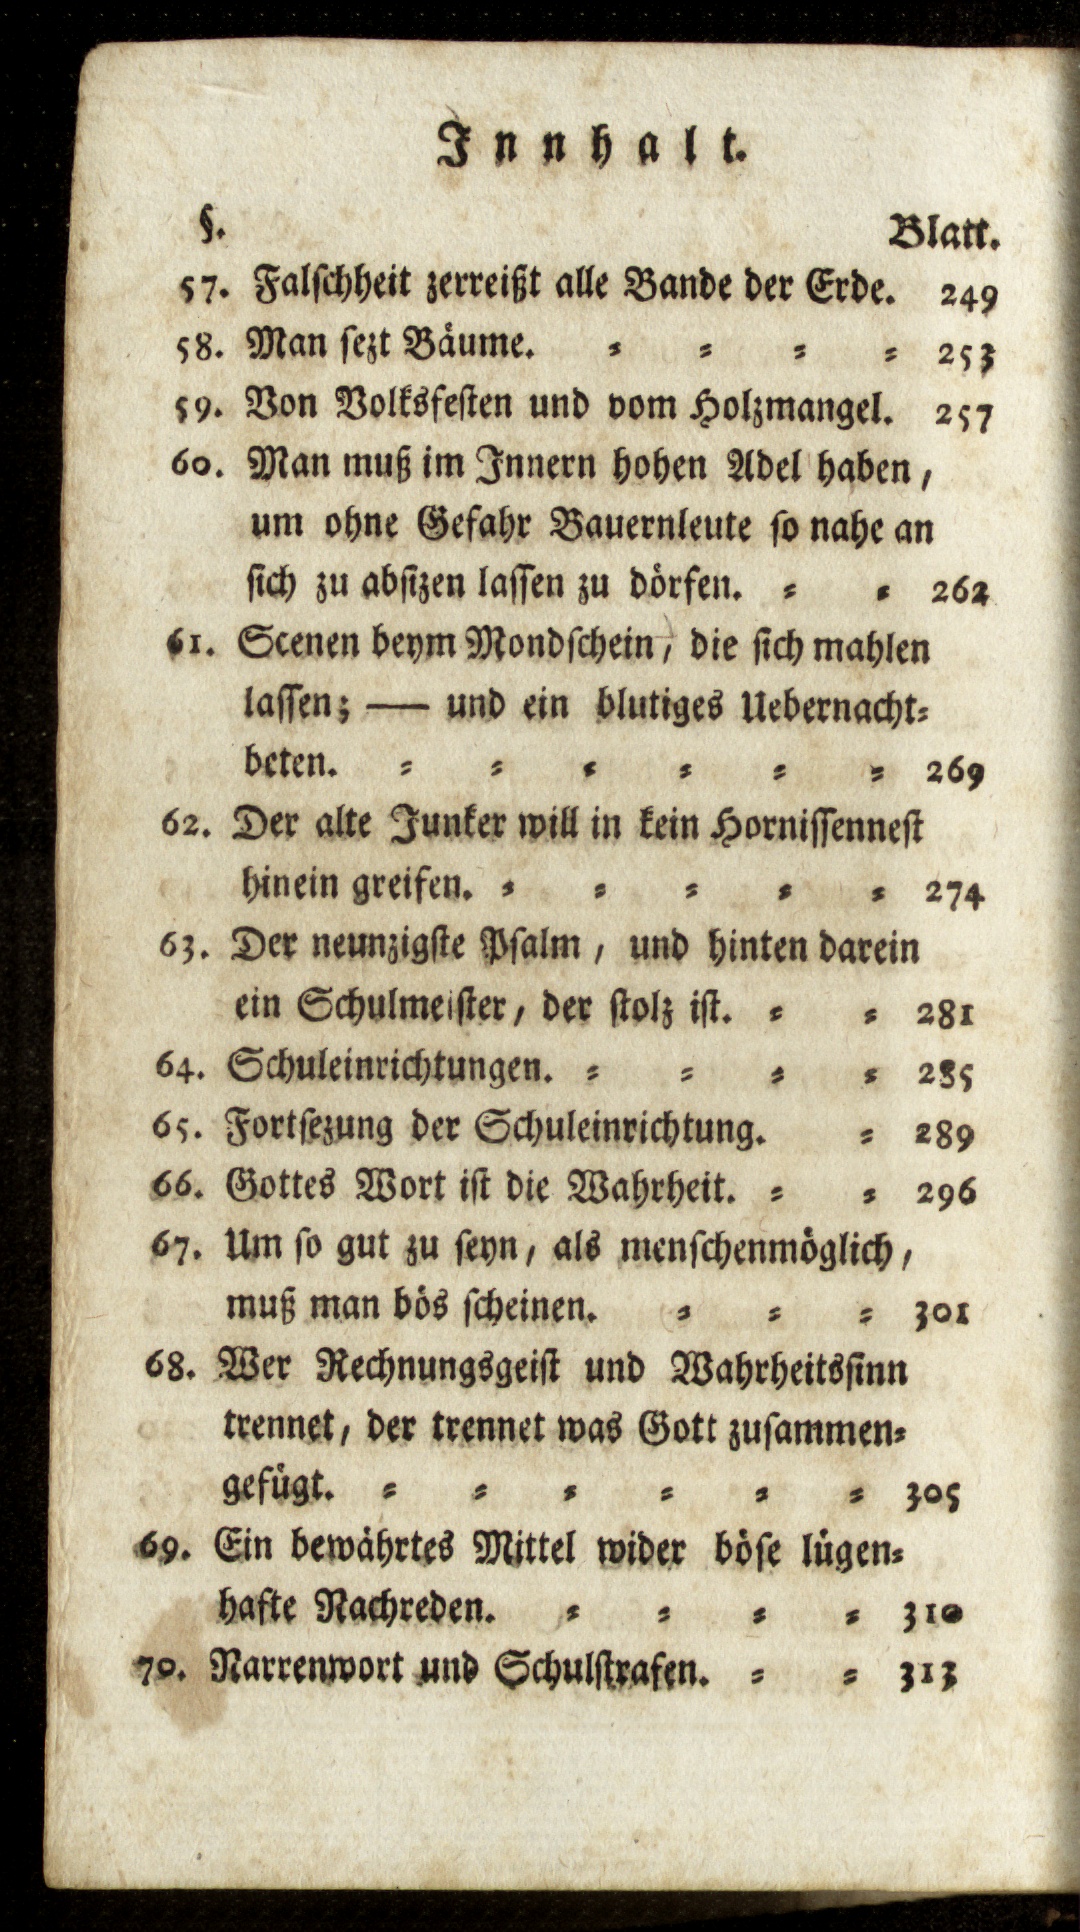 Innhalt.
§. Blatt.
57. Falschheit zerreißt alle Bande der Erde. 249
58. Man sezt Bäume. = = = = 253
59. Von Volksfesten und vom Holzmangel. 257
60. Man muß im Innern hohen Adel haben,
um ohne Gefahr Bauernleute so nahe an
sich zu absizen lassen zu dörfen. = = 262
61. Scenen beym Mondschein, die sich mahlen
lassen; — und ein blutiges Uebernacht=
beten. = = = = = = 269
62. Der alte Junker will in kein Hornissennest
hinein greifen. = = = = = 274
63. Der neunzigste Psalm, und hinten darein
ein Schulmeister, der stolz ist. = = 281
64. Schuleinrichtungen. = = = = 285
65. Fortsezung der Schuleinrichtung. = 289
66. Gottes Wort ist die Wahrheit. = = 296
67. Um so gut zu seyn, als menschenmöglich,
muß man bös scheinen. = = = 301
68. Wer Rechnungsgeist und Wahrheitssinn
trennet, der trennet was Gott zusammen=
gefügt. = = = = = = 305
69. Ein bewährtes Mittel wider böse lügen=
hafte Nachreden. = = = = 310
70. Narrenwort und Schulstrafen. = = 313